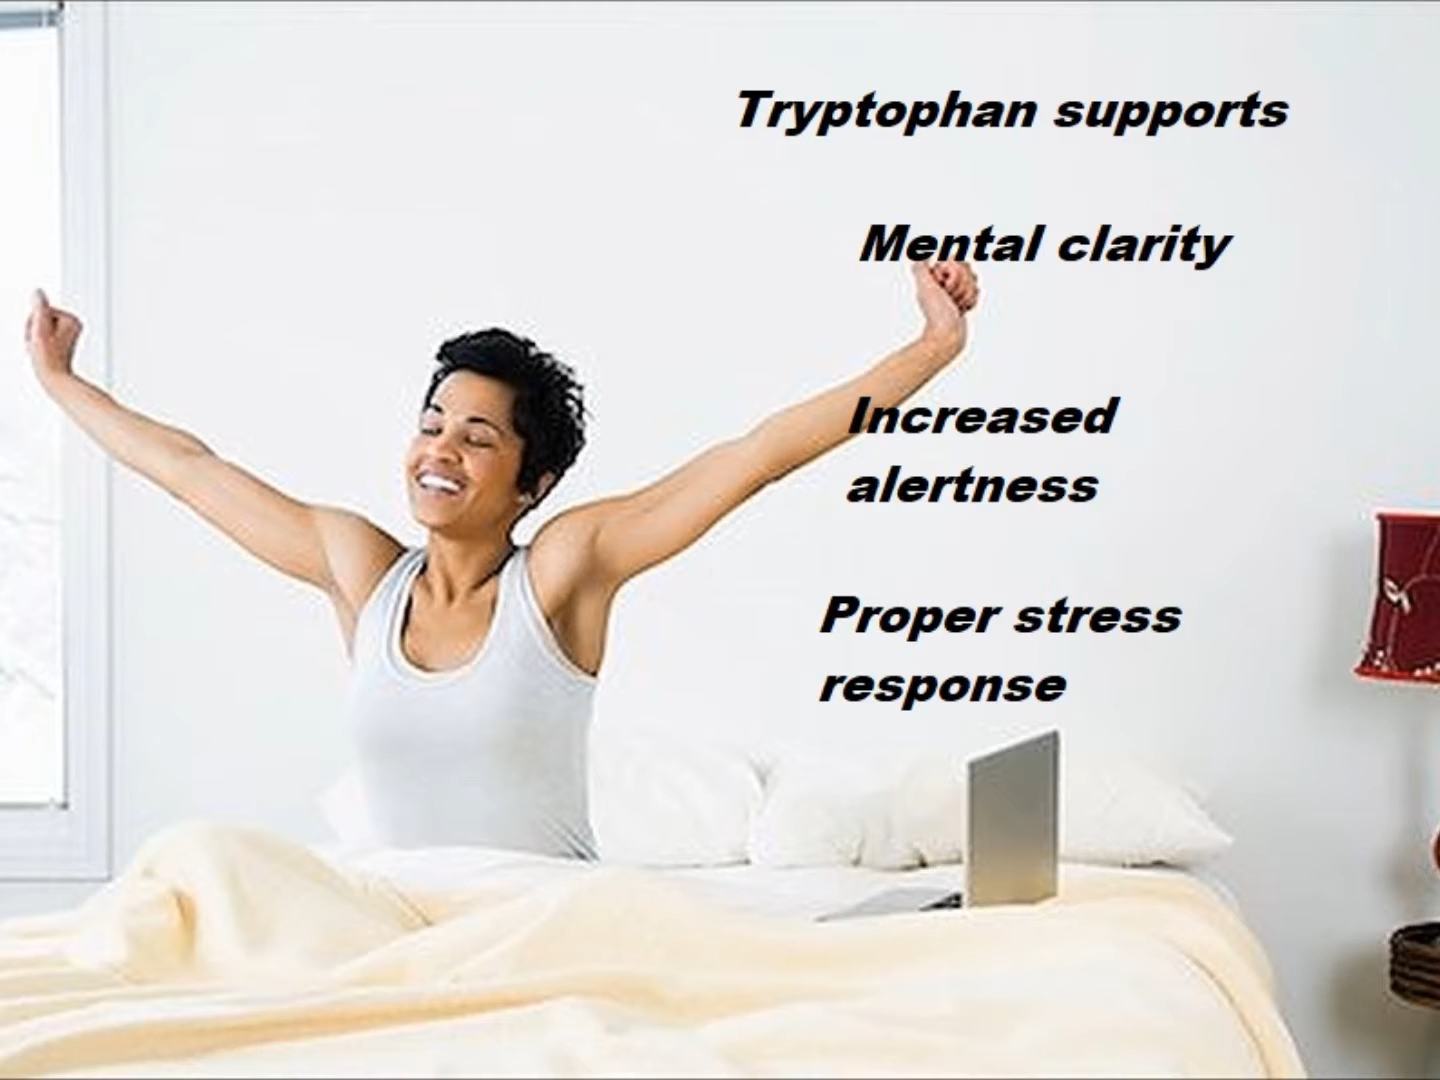 Tryptophan supports
Mental clarity
Increased
alertness
Proper stress
response